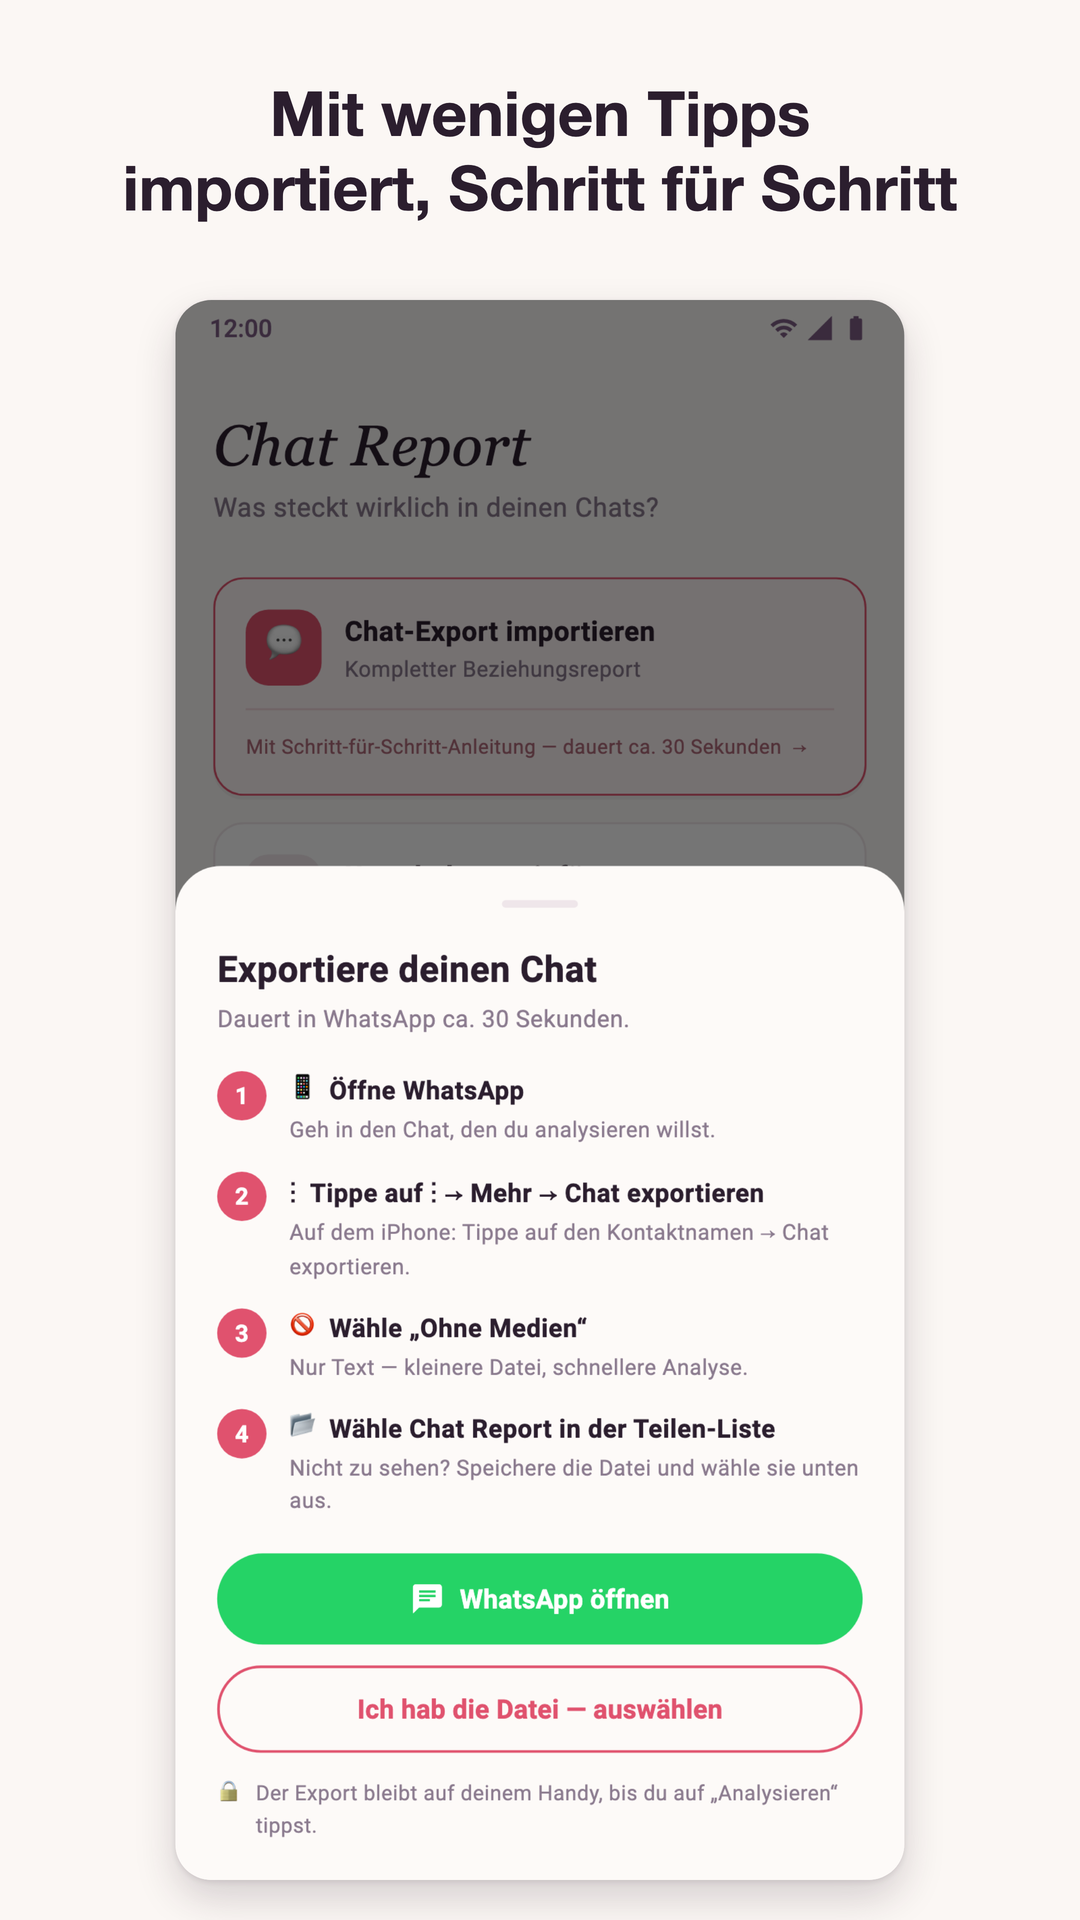 Mit wenigen Tipps
importiert, Schritt für Schritt
12:00
Chat Report
Was steckt wirklich in deinen Chats?
Chat-Export importieren
Kompletter Beziehungsreport
Mit Schritt-für-Schritt-Anleitung — dauert ca. 30 Sekunden →
Exportiere deinen Chat
Dauert in WhatsApp ca. 30 Sekunden.
1 📱 Öffne WhatsApp
Geh in den Chat, den du analysieren willst.
2 ⋮ Tippe auf ⋮ → Mehr → Chat exportieren
Auf dem iPhone: Tippe auf den Kontaktnamen → Chat
exportieren.
3 🚫 Wähle „Ohne Medien“
Nur Text — kleinere Datei, schnellere Analyse.
4 📂 Wähle Chat Report in der Teilen-Liste
Nicht zu sehen? Speichere die Datei und wähle sie unten
aus.
WhatsApp öffnen
Ich hab die Datei — auswählen
🔒 Der Export bleibt auf deinem Handy, bis du auf „Analysieren“
tippst.